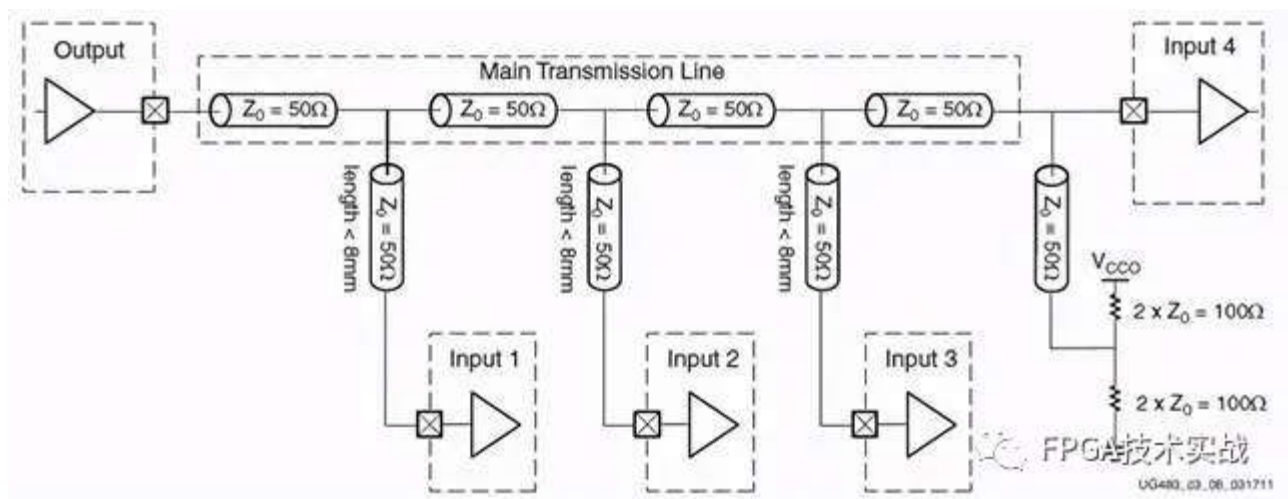 Output
Main Transmission Line
Input 4
Z₀ = 50Ω
Z₀ = 50Ω
Z₀ = 50Ω
Z₀ = 50Ω
length < 8mm
Z₀ = 50Ω
length < 8mm
Z₀ = 50Ω
length < 8mm
Z₀ = 50Ω
Z₀ = 50Ω
V_CCO
2 x Z₀ = 100Ω
Input 1
Input 2
Input 3
2 x Z₀ = 100Ω
FPGA技术实战
UG483_c3_08_031711